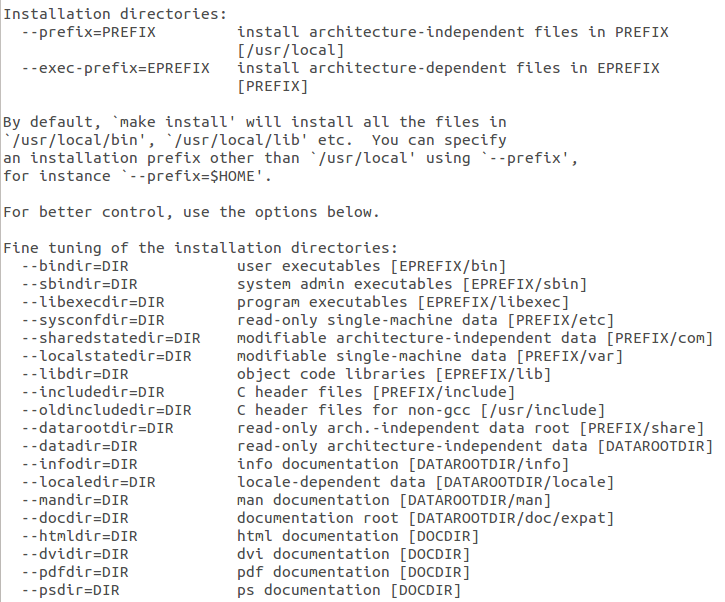 Installation directories:
  --prefix=PREFIX         install architecture-independent files in PREFIX
                          [/usr/local]
  --exec-prefix=EPREFIX   install architecture-dependent files in EPREFIX
                          [PREFIX]

By default, `make install' will install all the files in
`/usr/local/bin', `/usr/local/lib' etc.  You can specify
an installation prefix other than `/usr/local' using `--prefix',
for instance `--prefix=$HOME'.

For better control, use the options below.

Fine tuning of the installation directories:
  --bindir=DIR            user executables [EPREFIX/bin]
  --sbindir=DIR           system admin executables [EPREFIX/sbin]
  --libexecdir=DIR        program executables [EPREFIX/libexec]
  --sysconfdir=DIR        read-only single-machine data [PREFIX/etc]
  --sharedstatedir=DIR    modifiable architecture-independent data [PREFIX/com]
  --localstatedir=DIR     modifiable single-machine data [PREFIX/var]
  --libdir=DIR            object code libraries [EPREFIX/lib]
  --includedir=DIR        C header files [PREFIX/include]
  --oldincludedir=DIR     C header files for non-gcc [/usr/include]
  --datarootdir=DIR       read-only arch.-independent data root [PREFIX/share]
  --datadir=DIR           read-only architecture-independent data [DATAROOTDIR]
  --infodir=DIR           info documentation [DATAROOTDIR/info]
  --localedir=DIR         locale-dependent data [DATAROOTDIR/locale]
  --mandir=DIR            man documentation [DATAROOTDIR/man]
  --docdir=DIR            documentation root [DATAROOTDIR/doc/expat]
  --htmldir=DIR           html documentation [DOCDIR]
  --dvidir=DIR            dvi documentation [DOCDIR]
  --pdfdir=DIR            pdf documentation [DOCDIR]
  --psdir=DIR             ps documentation [DOCDIR]